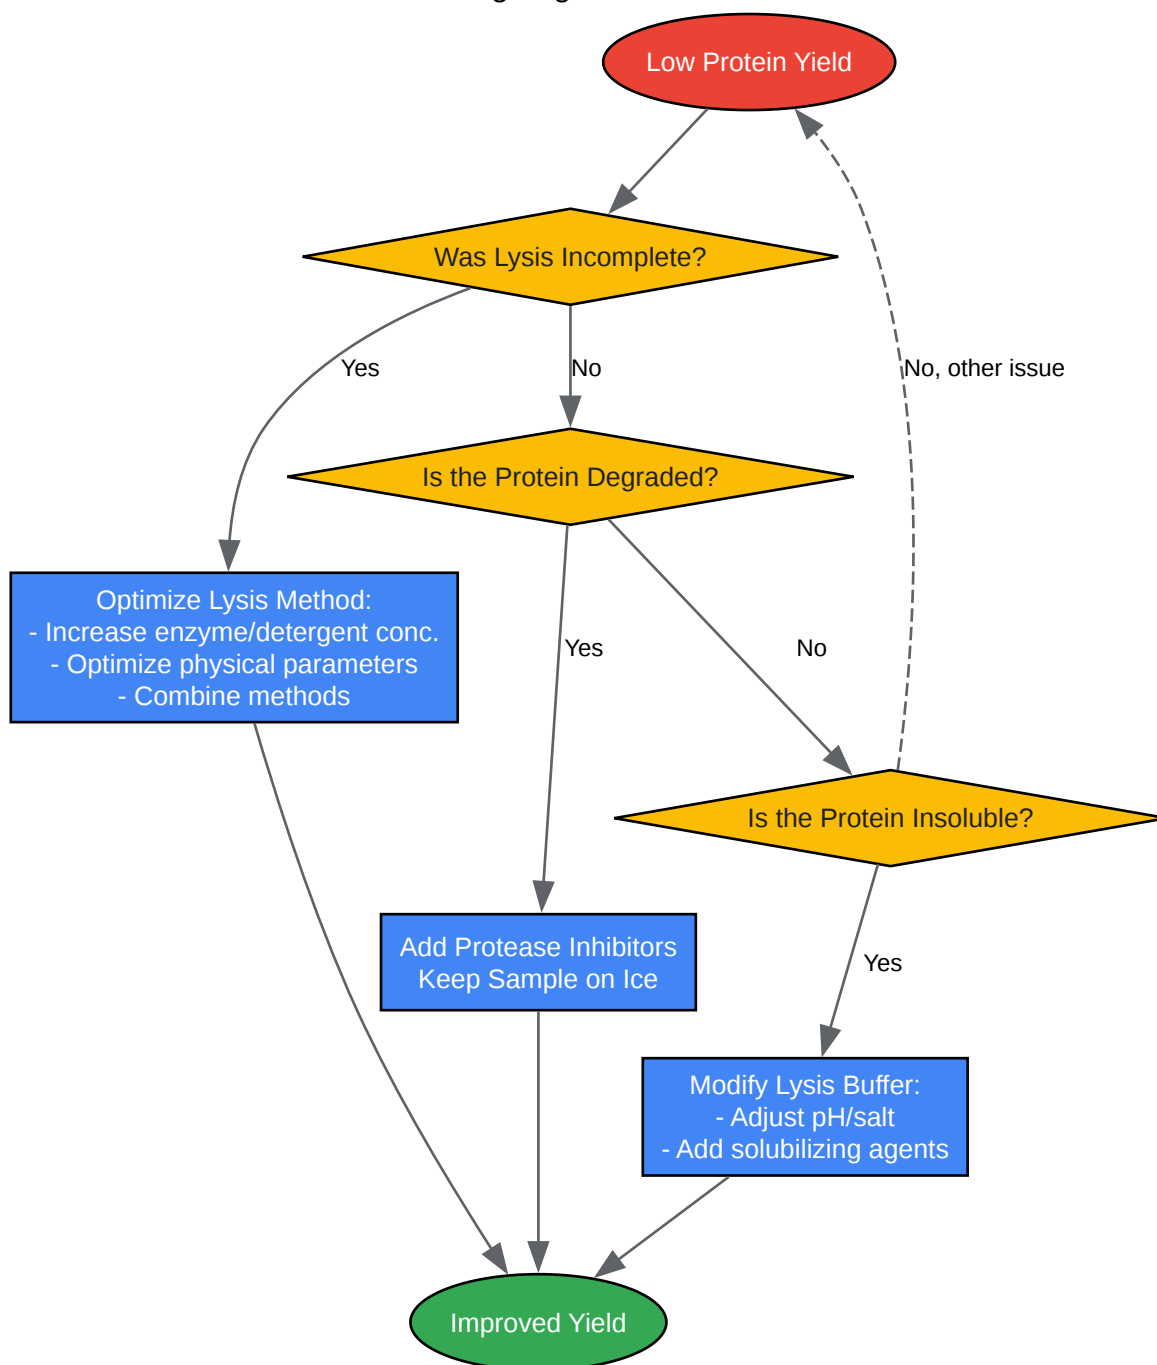 Low Protein Yield
Was Lysis Incomplete?
Yes
No
No, other issue
Is the Protein Degraded?
Optimize Lysis Method:
- Increase enzyme/detergent conc.
- Optimize physical parameters
- Combine methods
Yes
No
Is the Protein Insoluble?
Add Protease Inhibitors
Keep Sample on Ice
Yes
Modify Lysis Buffer:
- Adjust pH/salt
- Add solubilizing agents
Improved Yield